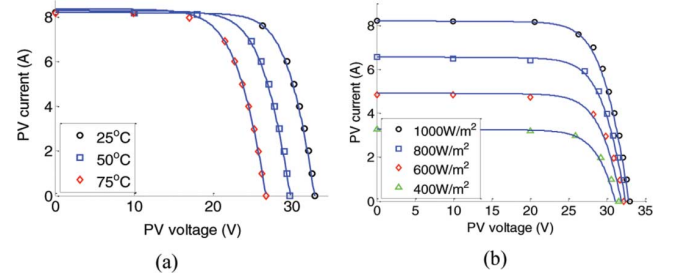 8
6
4
2
0
0
10
20
30
PV current (A)
PV voltage (V)
25°C
50°C
75°C
(a)
8
6
4
2
0
0
5
10
15
20
25
30
35
PV current (A)
PV voltage (V)
1000W/m²
800W/m²
600W/m²
400W/m²
(b)